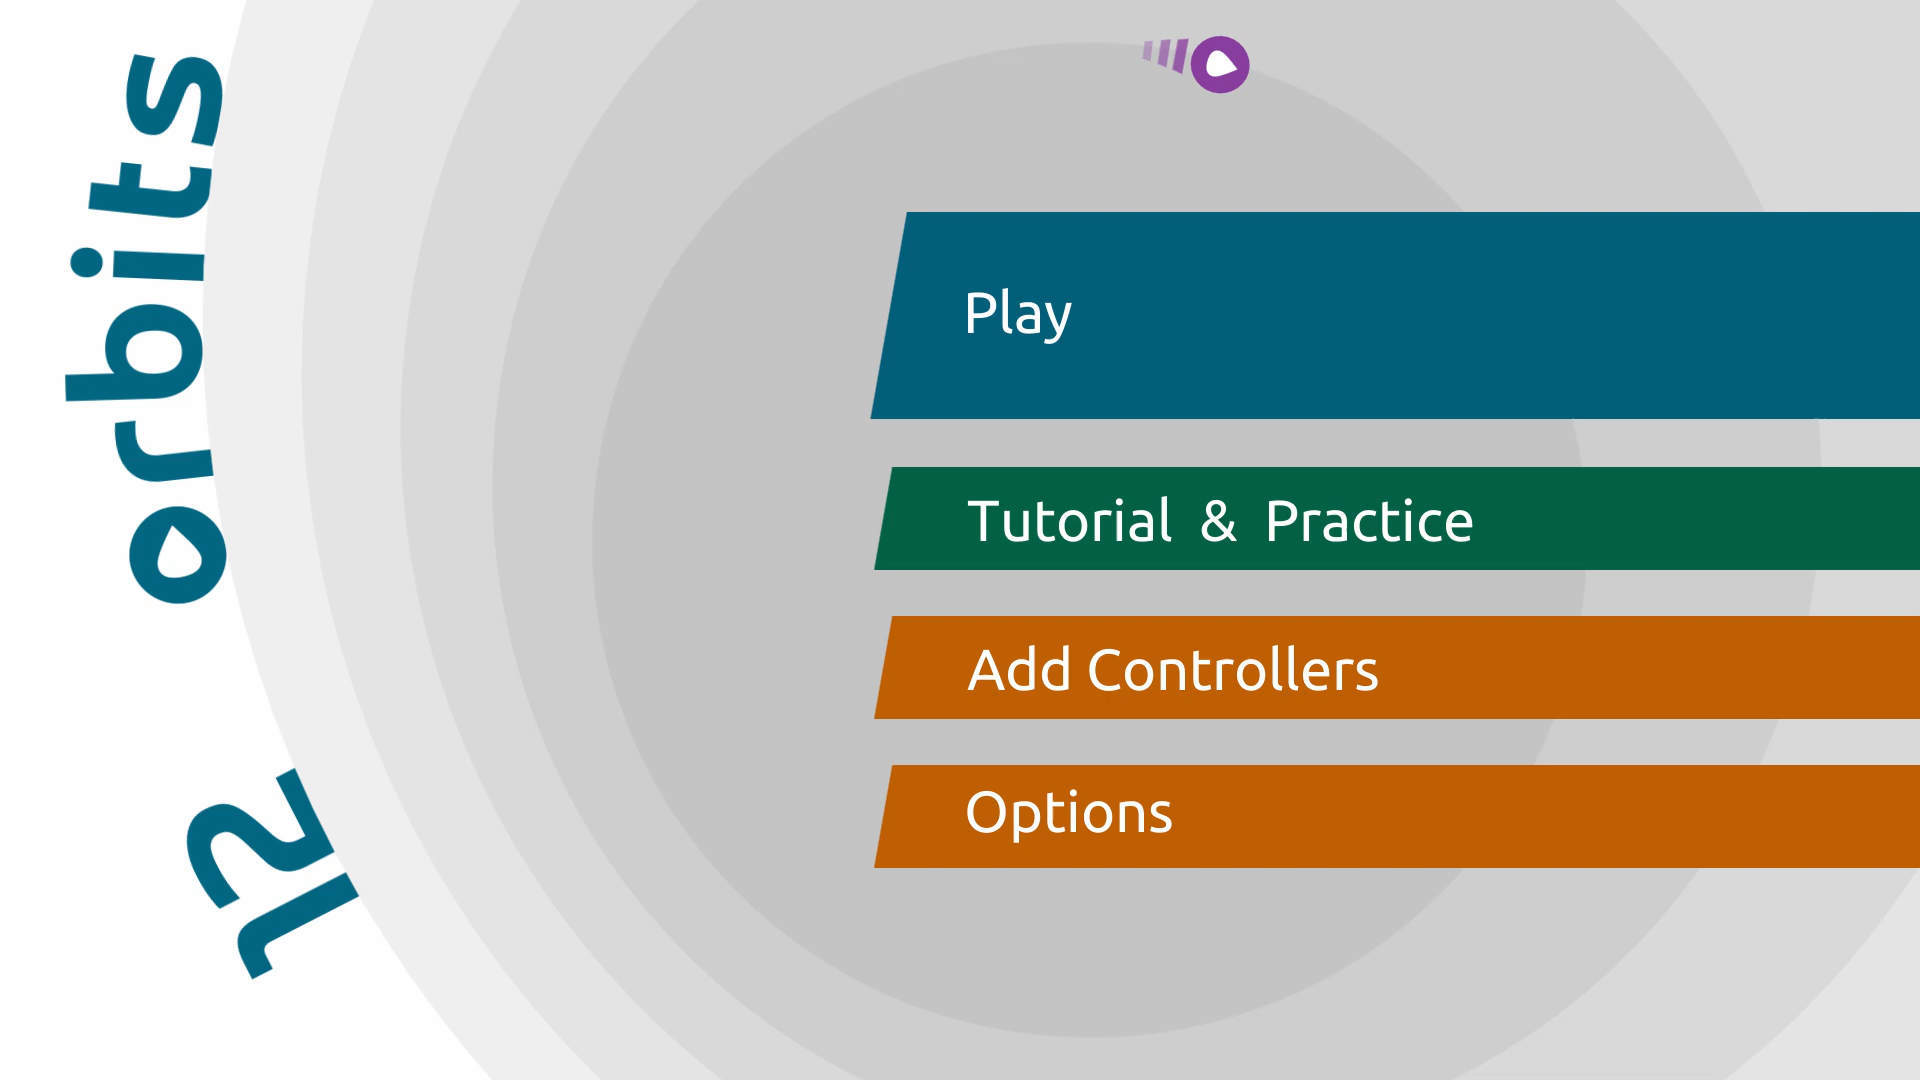 12 orbits
Play
Tutorial & Practice
Add Controllers
Options